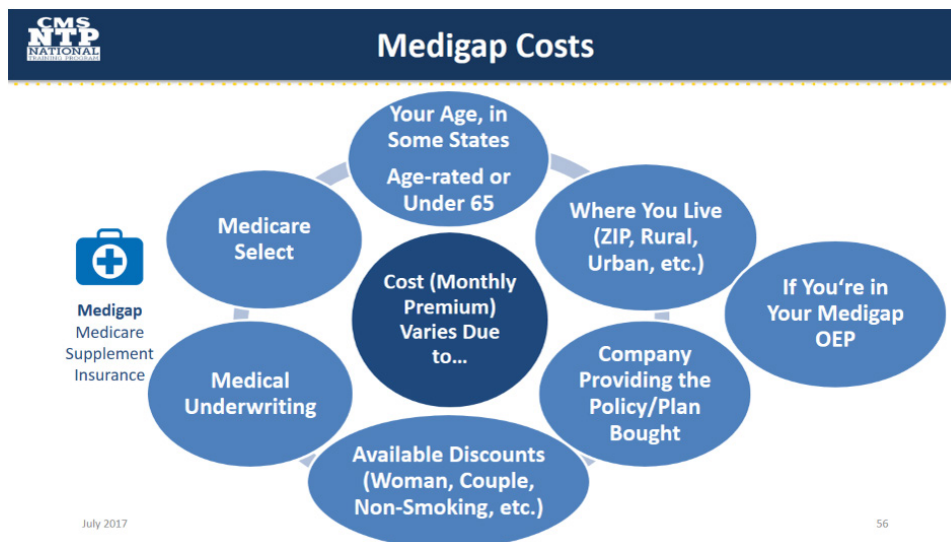 CMS
NTP
NATIONAL
TRAINING PROGRAM
Medigap Costs
Your Age, in
Some States
Age-rated or
Under 65
Where You Live
(ZIP, Rural,
Urban, etc.)
If You're in
Your Medigap
OEP
Company
Providing the
Policy/Plan
Bought
Available Discounts
(Woman, Couple,
Non-Smoking, etc.)
Medical
Underwriting
Medicare
Select
Cost (Monthly
Premium)
Varies Due
to...
Medigap
Medicare
Supplement
Insurance
July 2017
56